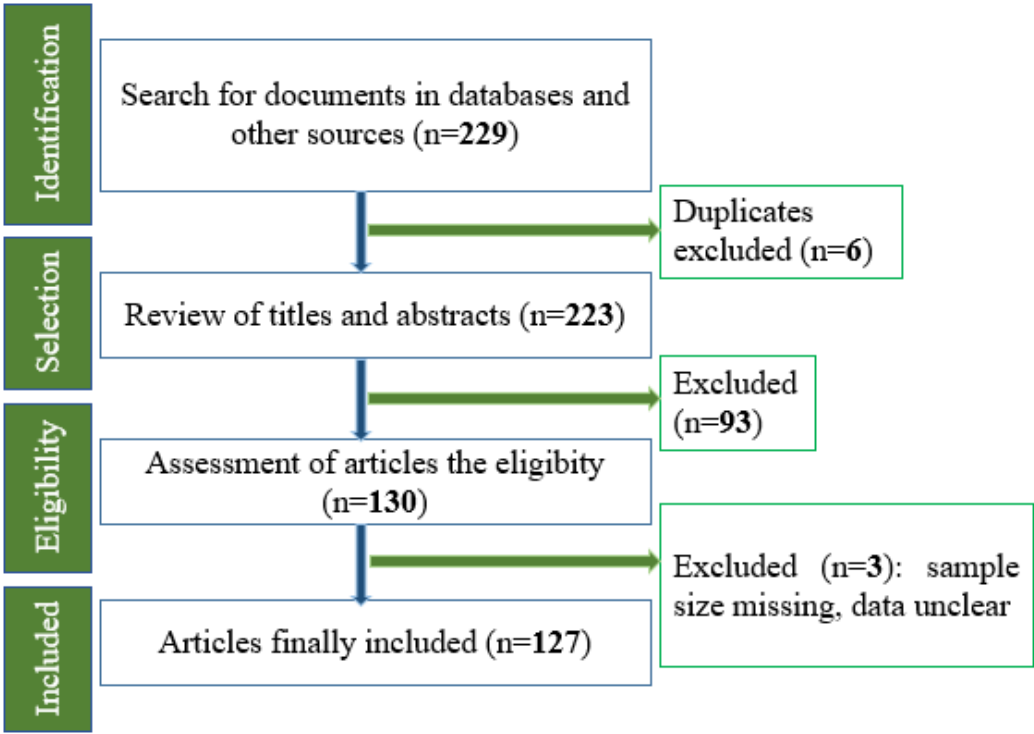 Identification
Search for documents in databases and
other sources (n=229)
Duplicates
excluded (n=6)
Selection
Review of titles and abstracts (n=223)
Excluded
(n=93)
Eligibility
Assessment of articles the eligibity
(n=130)
Excluded (n=3): sample
size missing, data unclear
Included
Articles finally included (n=127)